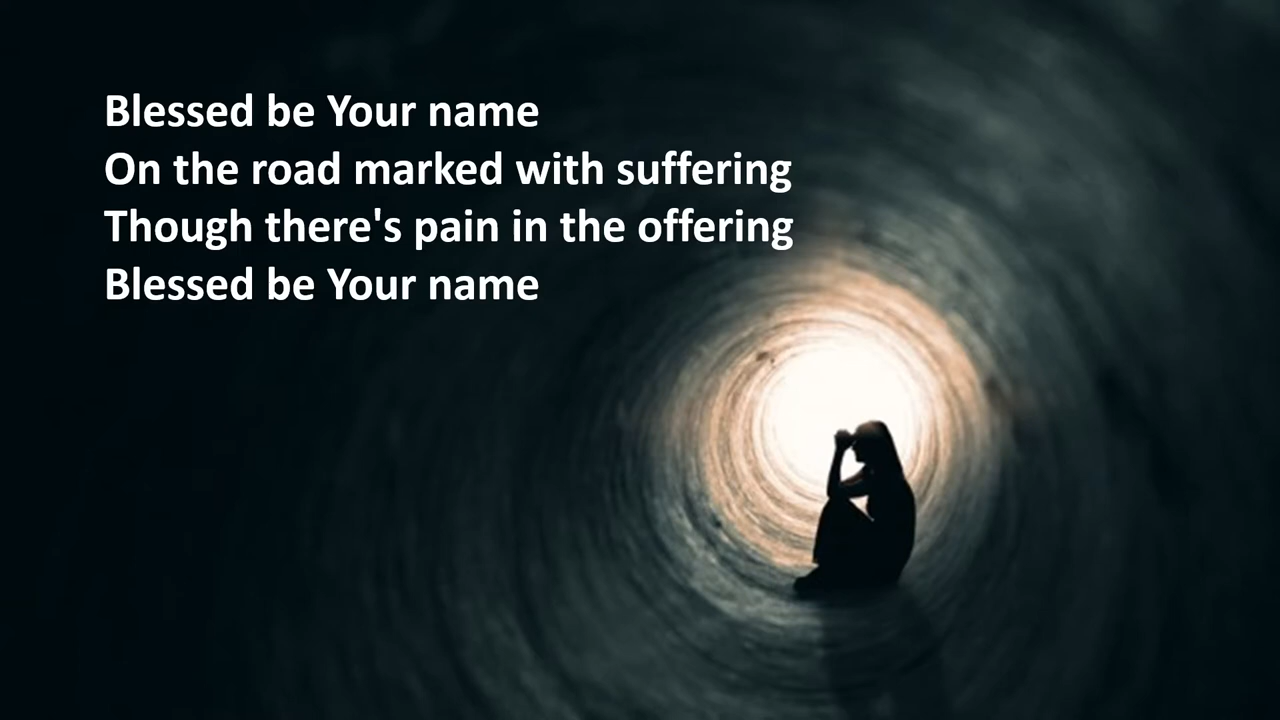 Blessed be Your name
On the road marked with suffering
Though there's pain in the offering
Blessed be Your name